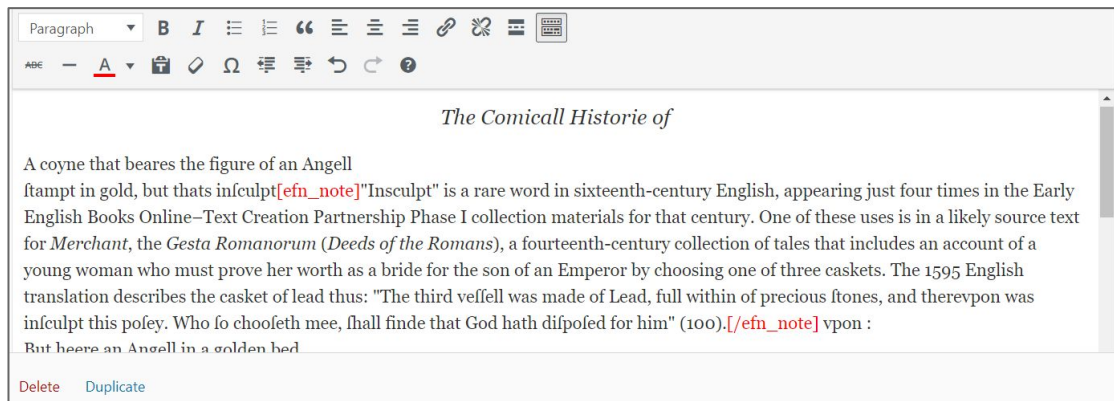 Paragraph
ABC A Ω
The Comicall Historie of
A coyne that beares the figure of an Angell
ſtampt in gold, but thats inſculpt[efn_note]"Insculpt" is a rare word in sixteenth-century English, appearing just four times in the Early
English Books Online–Text Creation Partnership Phase I collection materials for that century. One of these uses is in a likely source text
for Merchant, the Gesta Romanorum (Deeds of the Romans), a fourteenth-century collection of tales that includes an account of a
young woman who must prove her worth as a bride for the son of an Emperor by choosing one of three caskets. The 1595 English
translation describes the casket of lead thus: "The third veſſell was made of Lead, full within of precious ſtones, and therevpon was
inſculpt this poſey. Who ſo chooſeth mee, ſhall finde that God hath diſpoſed for him" (100).[/efn_note] vpon :
But heere an Angell in a golden bed
Delete Duplicate